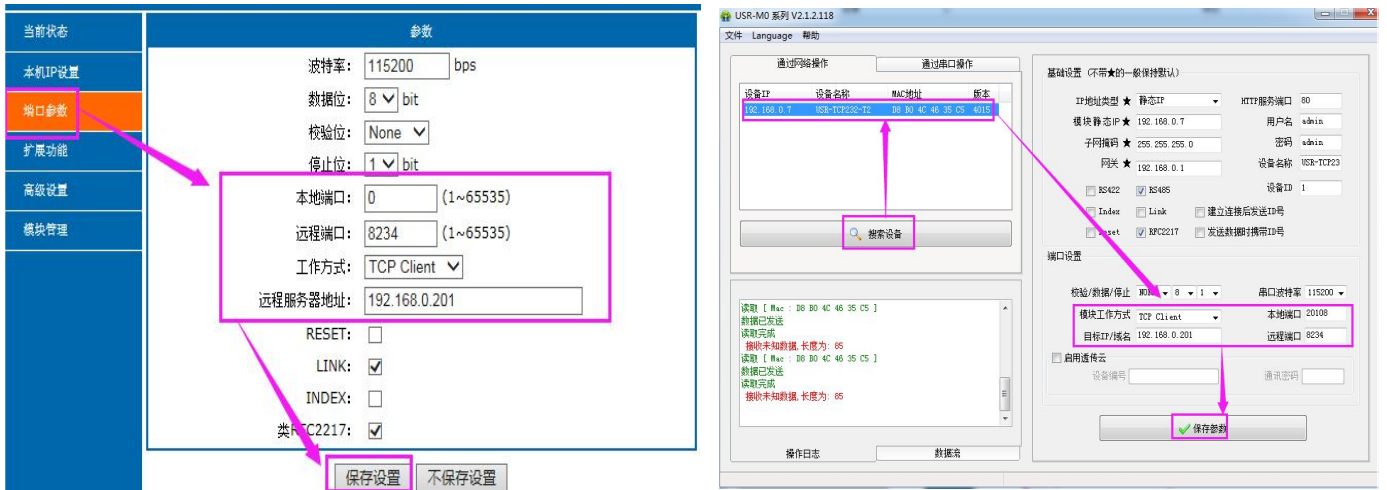 当前状态
本机IP设置
端口参数
扩展功能
高级设置
模块管理
参数
波特率: 115200 bps
数据位: 8 bit
校验位: None
停止位: 1 bit
本地端口: 0 (1~65535)
远程端口: 8234 (1~65535)
工作方式: TCP Client
远程服务器地址: 192.168.0.201
RESET:
LINK:
INDEX:
类RFC2217:
保存设置 不保存设置
USR-M0 系列 V2.1.2.118
文件 Language 帮助
通过网络操作 通过串口操作
设备IP 设备名称 MAC地址 版本
192.168.0.7 USR-TCP232-T2 D8 B0 4C 46 35 C5 4015
搜索设备
读取 [ Mac : D8 B0 4C 46 35 C5 ]
数据已发送
读取完成
接收未知数据,长度为: 85
读取 [ Mac : D8 B0 4C 46 35 C5 ]
数据已发送
读取完成
接收未知数据,长度为: 85
操作日志 数据流
基础设置 (不带★的一般保持默认)
IP地址类型 ★ 静态IP HTTP服务端口 80
模块静态IP★ 192.168.0.7 用户名 admin
子网掩码 ★ 255.255.255.0 密码 admin
网关 ★ 192.168.0.1 设备名称 USR-TCP23
RS422 RS485 设备ID 1
Index Link 建立连接后发送ID号
Reset RFC2217 发送数据时携带ID号
端口设置
校验/数据/停止 NONE 8 1 串口波特率 115200
模块工作方式 TCP Client 本地端口 20108
目标IP/域名 192.168.0.201 远程端口 8234
启用透传云
设备编号 通讯密码
保存参数